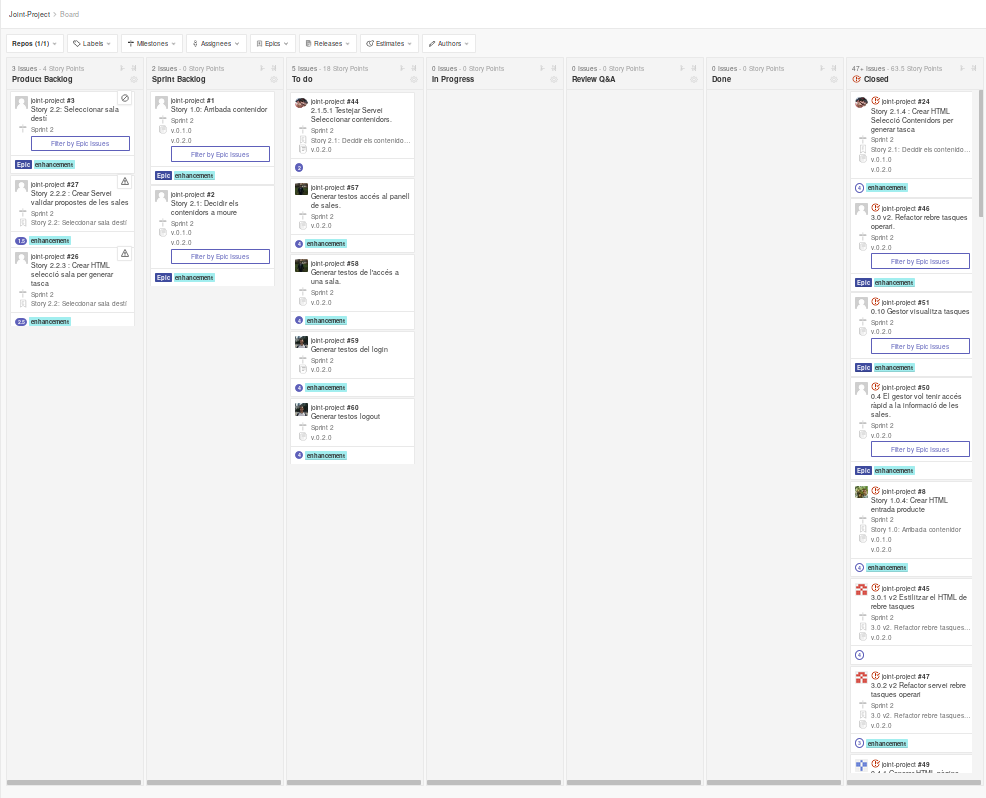 Joint-Project > Board
Repos (1/1) Labels Milestones Assignees Epics Releases Estimates Authors
3 Issues · 4 Story Points
Product Backlog
joint-project #3
Story 2.2: Seleccionar sala
destí
Sprint 2
Filter by Epic Issues
Epic enhancement
joint-project #27
Story 2.2.2 : Crear Servei
validar propostes de les sales
Sprint 2
Story 2.2: Seleccionar sala destí
1.5 enhancement
joint-project #26
Story 2.2.3 : Crear HTML
selecció sala per generar
tasca
Sprint 2
Story 2.2: Seleccionar sala destí
2.5 enhancement
2 Issues · 0 Story Points
Sprint Backlog
joint-project #1
Story 1.0: Arribada contenidor
Sprint 2
v.0.1.0
v.0.2.0
Filter by Epic Issues
Epic enhancement
joint-project #2
Story 2.1: Decidir els
contenidors a moure
Sprint 2
v.0.1.0
v.0.2.0
Filter by Epic Issues
Epic enhancement
5 Issues · 18 Story Points
To do
joint-project #44
2.1.5.1 Testejar Servei
Seleccionar contenidors.
Sprint 2
Story 2.1: Decidir els contenido...
v.0.2.0
2
joint-project #57
Generar testos accés al panell
de sales.
Sprint 2
v.0.2.0
4 enhancement
joint-project #58
Generar testos de l'accés a
una sala.
Sprint 2
v.0.2.0
4 enhancement
joint-project #59
Generar testos del login
Sprint 2
v.0.2.0
4 enhancement
joint-project #60
Generar testos logout
Sprint 2
v.0.2.0
4 enhancement
0 Issues · 0 Story Points
In Progress
0 Issues · 0 Story Points
Review Q&A
0 Issues · 0 Story Points
Done
47+ Issues · 63.5 Story Points
Closed
joint-project #24
Story 2.1.4 : Crear HTML
Selecció Contenidors per
generar tasca
Sprint 2
Story 2.1: Decidir els contenido...
v.0.1.0
v.0.2.0
4 enhancement
joint-project #46
3.0 v2. Refactor rebre tasques
operari.
Sprint 2
v.0.2.0
Filter by Epic Issues
Epic enhancement
joint-project #51
0.10 Gestor visualitza tasques
Sprint 2
v.0.2.0
Filter by Epic Issues
Epic enhancement
joint-project #50
0.4 El gestor vol tenir accés
ràpid a la informació de les
sales.
Sprint 2
v.0.2.0
Filter by Epic Issues
Epic enhancement
joint-project #8
Story 1.0.4: Crear HTML
entrada producte
Sprint 2
Story 1.0: Arribada contenidor
v.0.1.0
v.0.2.0
4 enhancement
joint-project #45
3.0.1 v2 Estilitzar el HTML de
rebre tasques
Sprint 2
3.0 v2. Refactor rebre tasques...
v.0.2.0
4
joint-project #47
3.0.2 v2 Refactor servei rebre
tasques operari
Sprint 2
3.0 v2. Refactor rebre tasques...
v.0.2.0
3 enhancement
joint-project #49